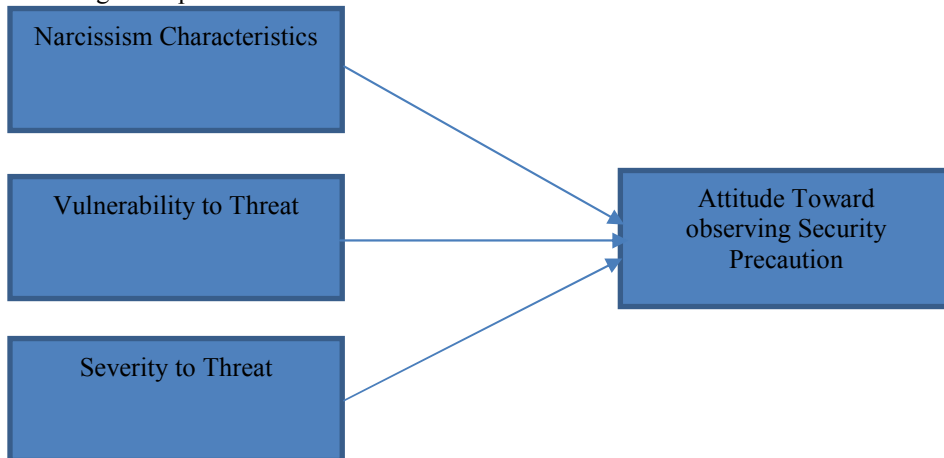 Narcissism Characteristics
Vulnerability to Threat
Severity to Threat
Attitude Toward
observing Security
Precaution